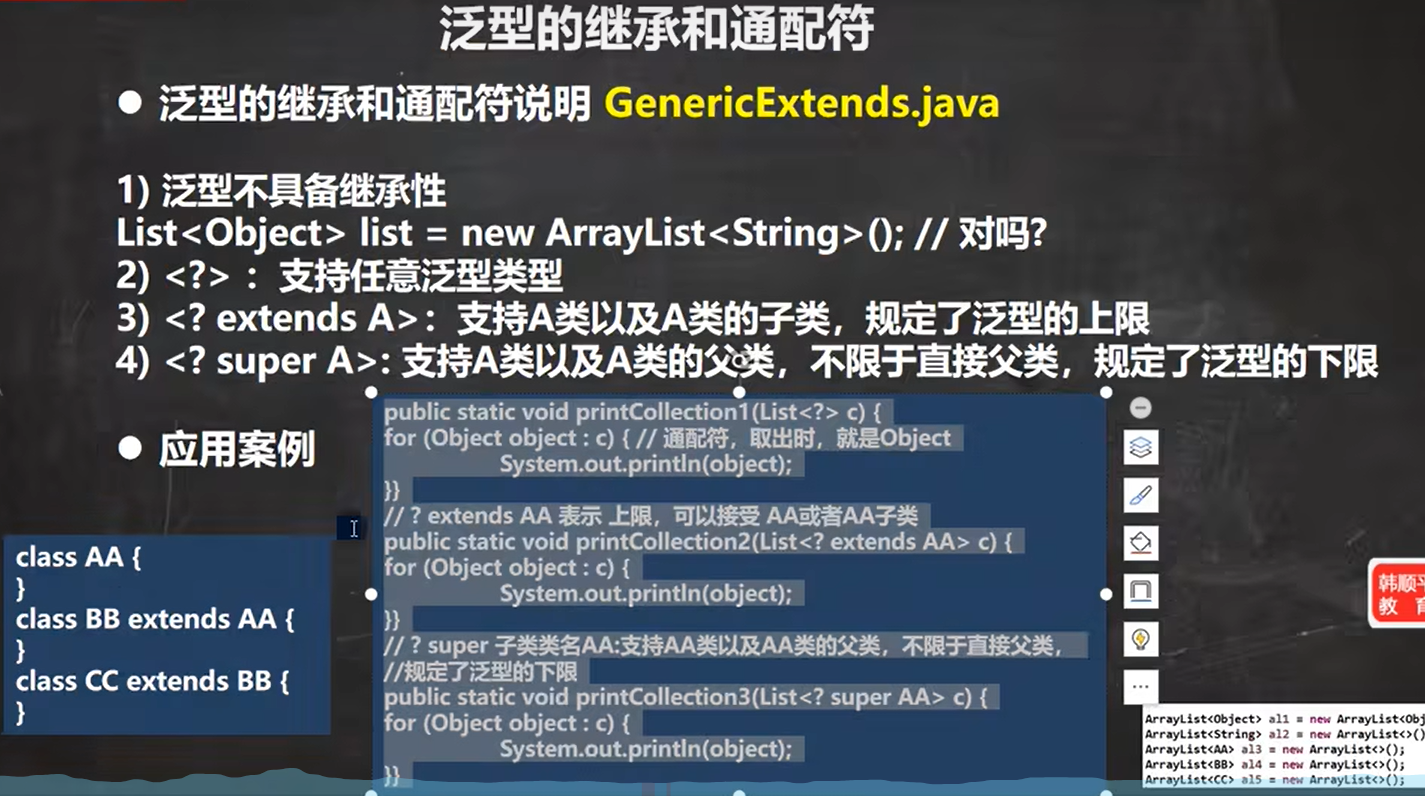 泛型的继承和通配符
● 泛型的继承和通配符说明 GenericExtends.java
1) 泛型不具备继承性
List<Object> list = new ArrayList<String>(); // 对吗?
2) <?> ：支持任意泛型类型
3) <? extends A>：支持A类以及A类的子类，规定了泛型的上限
4) <? super A>: 支持A类以及A类的父类，不限于直接父类，规定了泛型的下限
● 应用案例
class AA {
}
class BB extends AA {
}
class CC extends BB {
}
public static void printCollection1(List<?> c) {
for (Object object : c) { // 通配符，取出时，就是Object
System.out.println(object);
}}
// ? extends AA 表示 上限，可以接受 AA或者AA子类
public static void printCollection2(List<? extends AA> c) {
for (Object object : c) {
System.out.println(object);
}}
// ? super 子类类名AA:支持AA类以及AA类的父类，不限于直接父类，
//规定了泛型的下限
public static void printCollection3(List<? super AA> c) {
for (Object object : c) {
System.out.println(object);
}}
韩顺平
教 育
ArrayList<Object> al1 = new ArrayList<Obj
ArrayList<String> al2 = new ArrayList<>()
ArrayList<AA> al3 = new ArrayList<>();
ArrayList<BB> al4 = new ArrayList<>();
ArrayList<CC> al5 = new ArrayList<>();